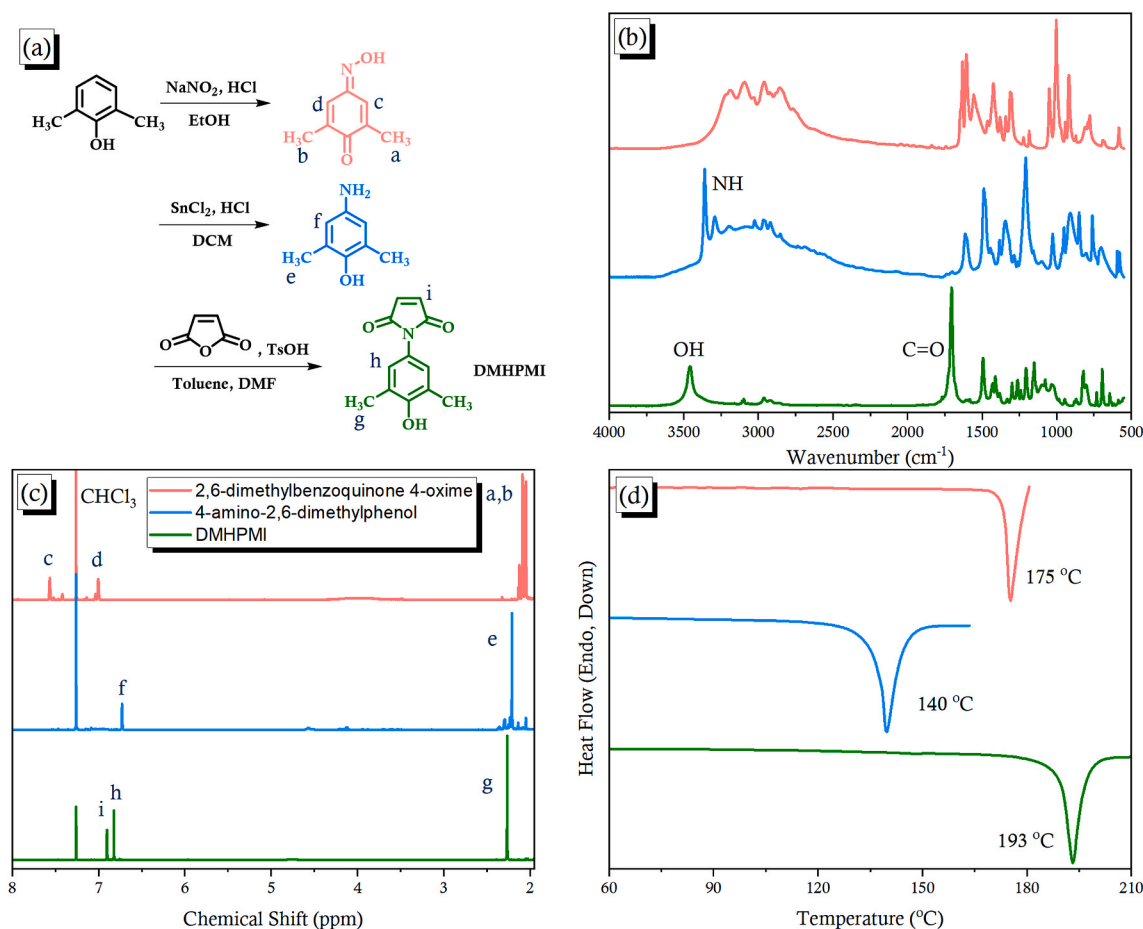 (a)
NaNO₂, HCl
EtOH
H₃C
CH₃
OH
N
OH
d
c
H₃C
CH₃
b
O
a
SnCl₂, HCl
DCM
NH₂
f
H₃C
CH₃
e
OH
O
O
O
, TsOH
Toluene, DMF
i
O
N
O
h
DMHPMI
H₃C
CH₃
g
OH
(b)
NH
OH
C=O
4000 3500 3000 2500 2000 1500 1000 500
Wavenumber (cm⁻¹)
(c)
CHCl₃
2,6-dimethylbenzoquinone 4-oxime
4-amino-2,6-dimethylphenol
DMHPMI
a,b
c
d
e
f
g
i
h
8 7 6 5 4 3 2
Chemical Shift (ppm)
(d)
175 °C
140 °C
193 °C
Heat Flow (Endo, Down)
60 90 120 150 180 210
Temperature (°C)